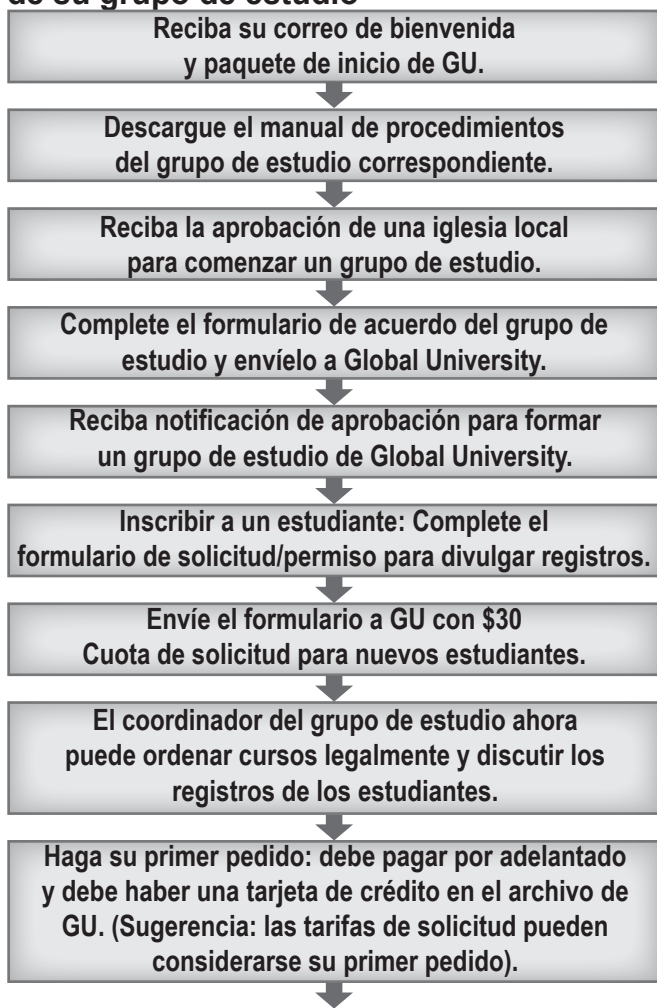 de su grupo de estudio
Reciba su correo de bienvenida
y paquete de inicio de GU.
Descargue el manual de procedimientos
del grupo de estudio correspondiente.
Reciba la aprobación de una iglesia local
para comenzar un grupo de estudio.
Complete el formulario de acuerdo del grupo de
estudio y envíelo a Global University.
Reciba notificación de aprobación para formar
un grupo de estudio de Global University.
Inscribir a un estudiante: Complete el
formulario de solicitud/permiso para divulgar registros.
Envíe el formulario a GU con $30
Cuota de solicitud para nuevos estudiantes.
El coordinador del grupo de estudio ahora
puede ordenar cursos legalmente y discutir los
registros de los estudiantes.
Haga su primer pedido: debe pagar por adelantado
y debe haber una tarjeta de crédito en el archivo de
GU. (Sugerencia: las tarifas de solicitud pueden
considerarse su primer pedido).